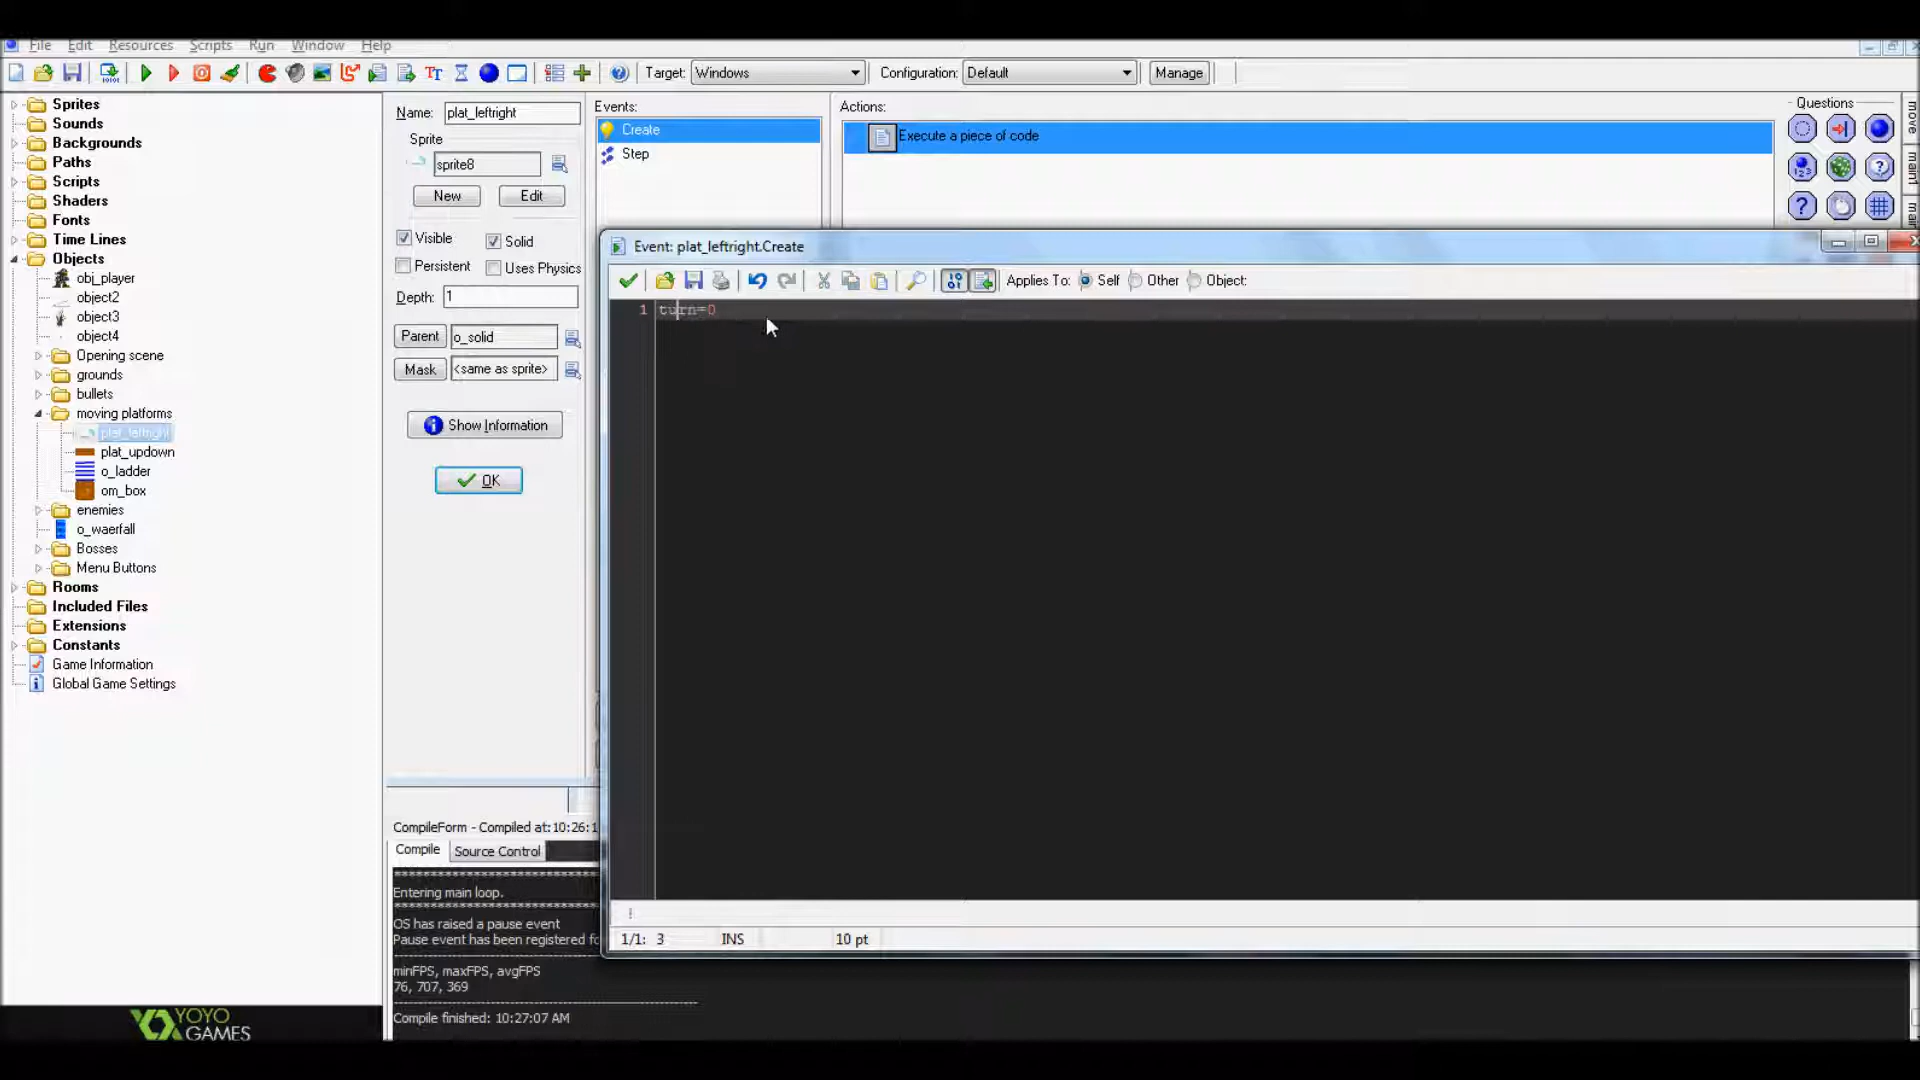 File Edit Resources Scripts Run Window Help
Target: Windows Configuration: Default Manage
Sprites
Sounds
Backgrounds
Paths
Scripts
Shaders
Fonts
Time Lines
Objects
obj_player
object2
object3
object4
Opening scene
grounds
bullets
moving platforms
plat_leftright
plat_updown
o_ladder
om_box
enemies
o_waerfall
Bosses
Menu Buttons
Rooms
Included Files
Extensions
Constants
Game Information
Global Game Settings
YOYO
GAMES
Name: plat_leftright
Sprite
sprite8
New Edit
Visible Solid
Persistent Uses Physics
Depth: 1
Parent o_solid
Mask <same as sprite>
Show Information
OK
Events:
Create
Step
Actions:
Execute a piece of code
Questions
move
main1
Event: plat_leftright.Create
Applies To: Self Other Object:
1 turn=0
1/1: 3 INS 10 pt
CompileForm - Compiled at:10:26:1
Compile Source Control
Entering main loop.
OS has raised a pause event
Pause event has been registered fo
minFPS, maxFPS, avgFPS
76, 707, 369
Compile finished: 10:27:07 AM